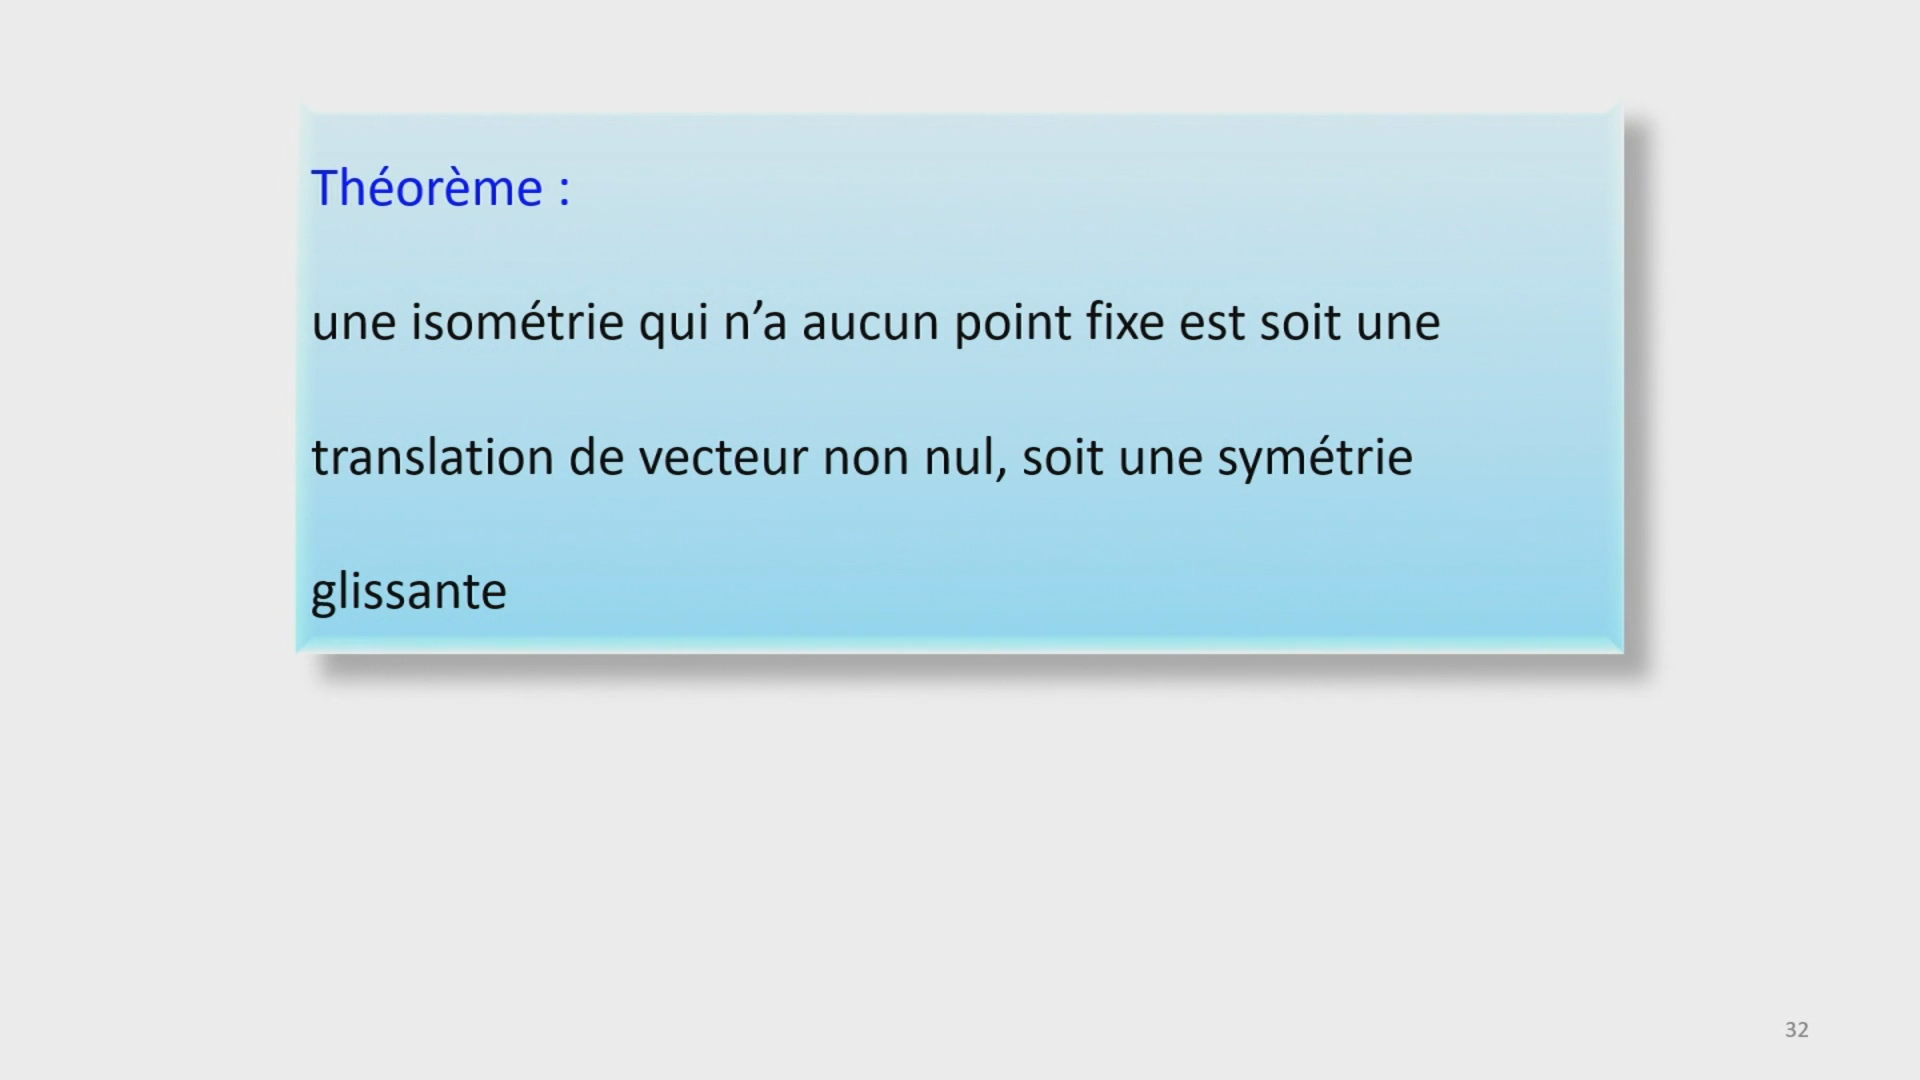 Théorème :
une isométrie qui n’a aucun point fixe est soit une
translation de vecteur non nul, soit une symétrie
glissante
32